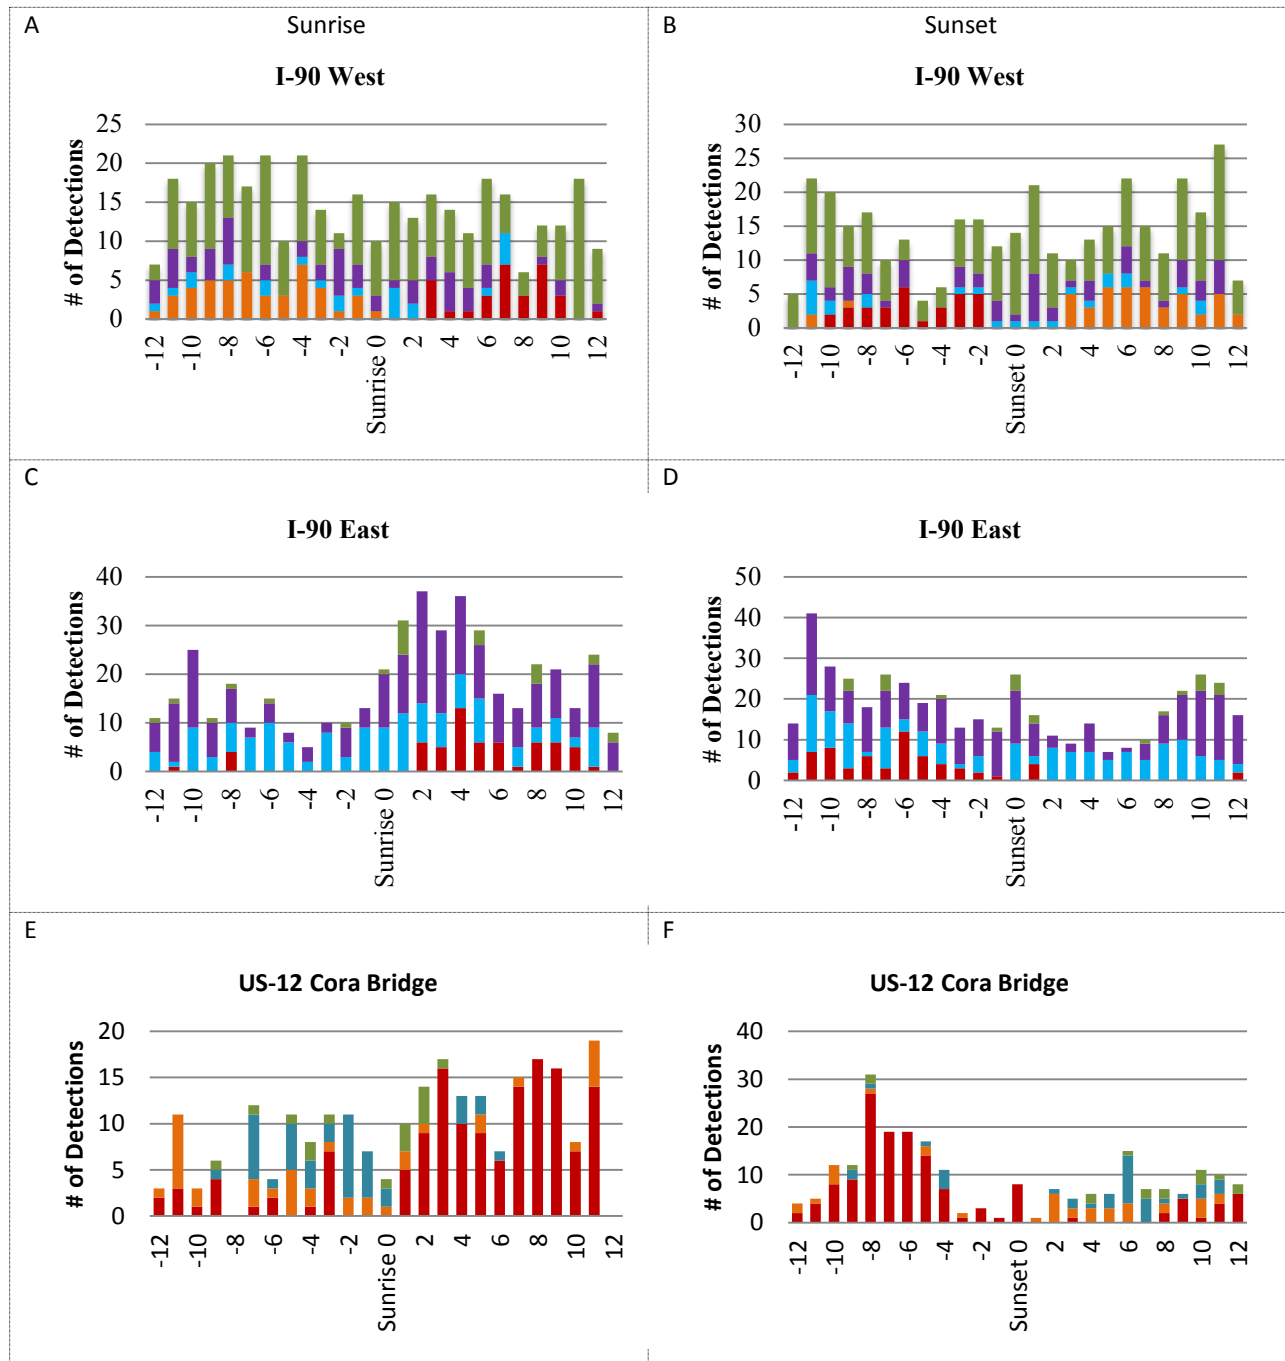 A Sunrise
I-90 West
# of Detections
25
20
15
10
5
0
-12 -10 -8 -6 -4 -2 Sunrise 0 2 4 6 8 10 12
B Sunset
I-90 West
# of Detections
30
25
20
15
10
5
0
-12 -10 -8 -6 -4 -2 Sunset 0 2 4 6 8 10 12
C
I-90 East
# of Detections
40
30
20
10
0
-12 -10 -8 -6 -4 -2 Sunrise 0 2 4 6 8 10 12
D
I-90 East
# of Detections
50
40
30
20
10
0
-12 -10 -8 -6 -4 -2 Sunset 0 2 4 6 8 10 12
E
US-12 Cora Bridge
# of Detections
20
15
10
5
0
-12 -10 -8 -6 -4 -2 Sunrise 0 2 4 6 8 10 12
F
US-12 Cora Bridge
# of Detections
40
30
20
10
0
-12 -10 -8 -6 -4 -2 Sunset 0 2 4 6 8 10 12